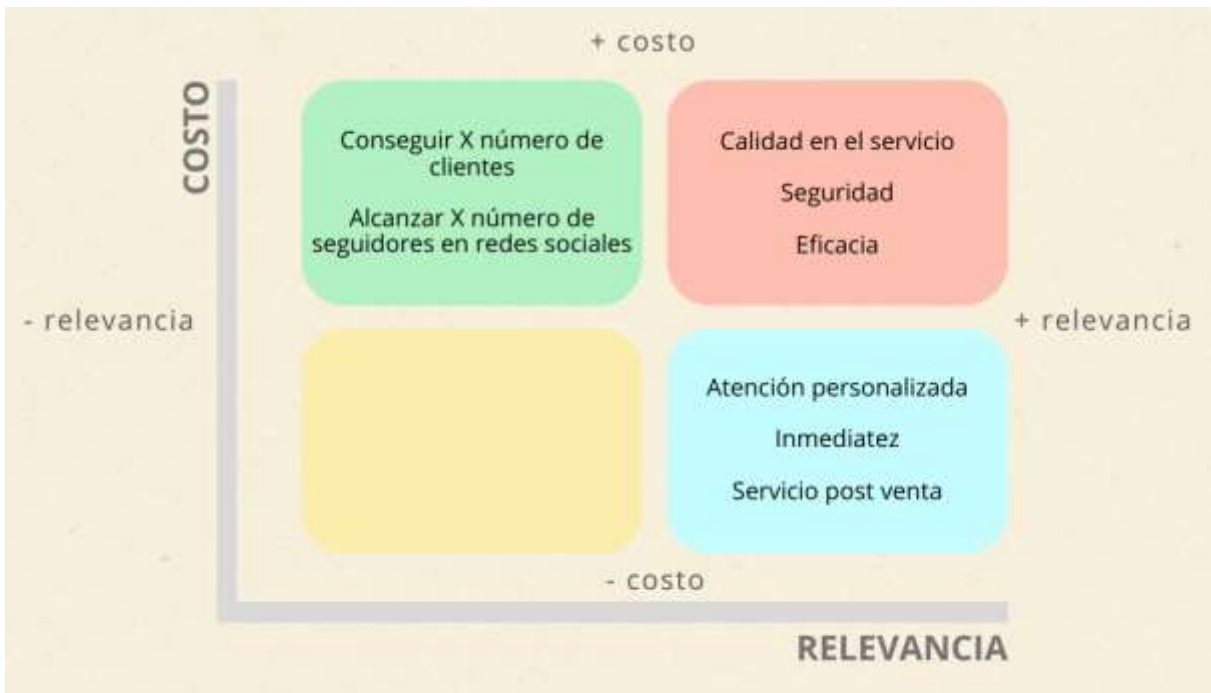 + costo
COSTO
Conseguir X número de
clientes
Alcanzar X número de
seguidores en redes sociales
Calidad en el servicio
Seguridad
Eficacia
- relevancia
+ relevancia
Atención personalizada
Inmediatez
Servicio post venta
- costo
RELEVANCIA